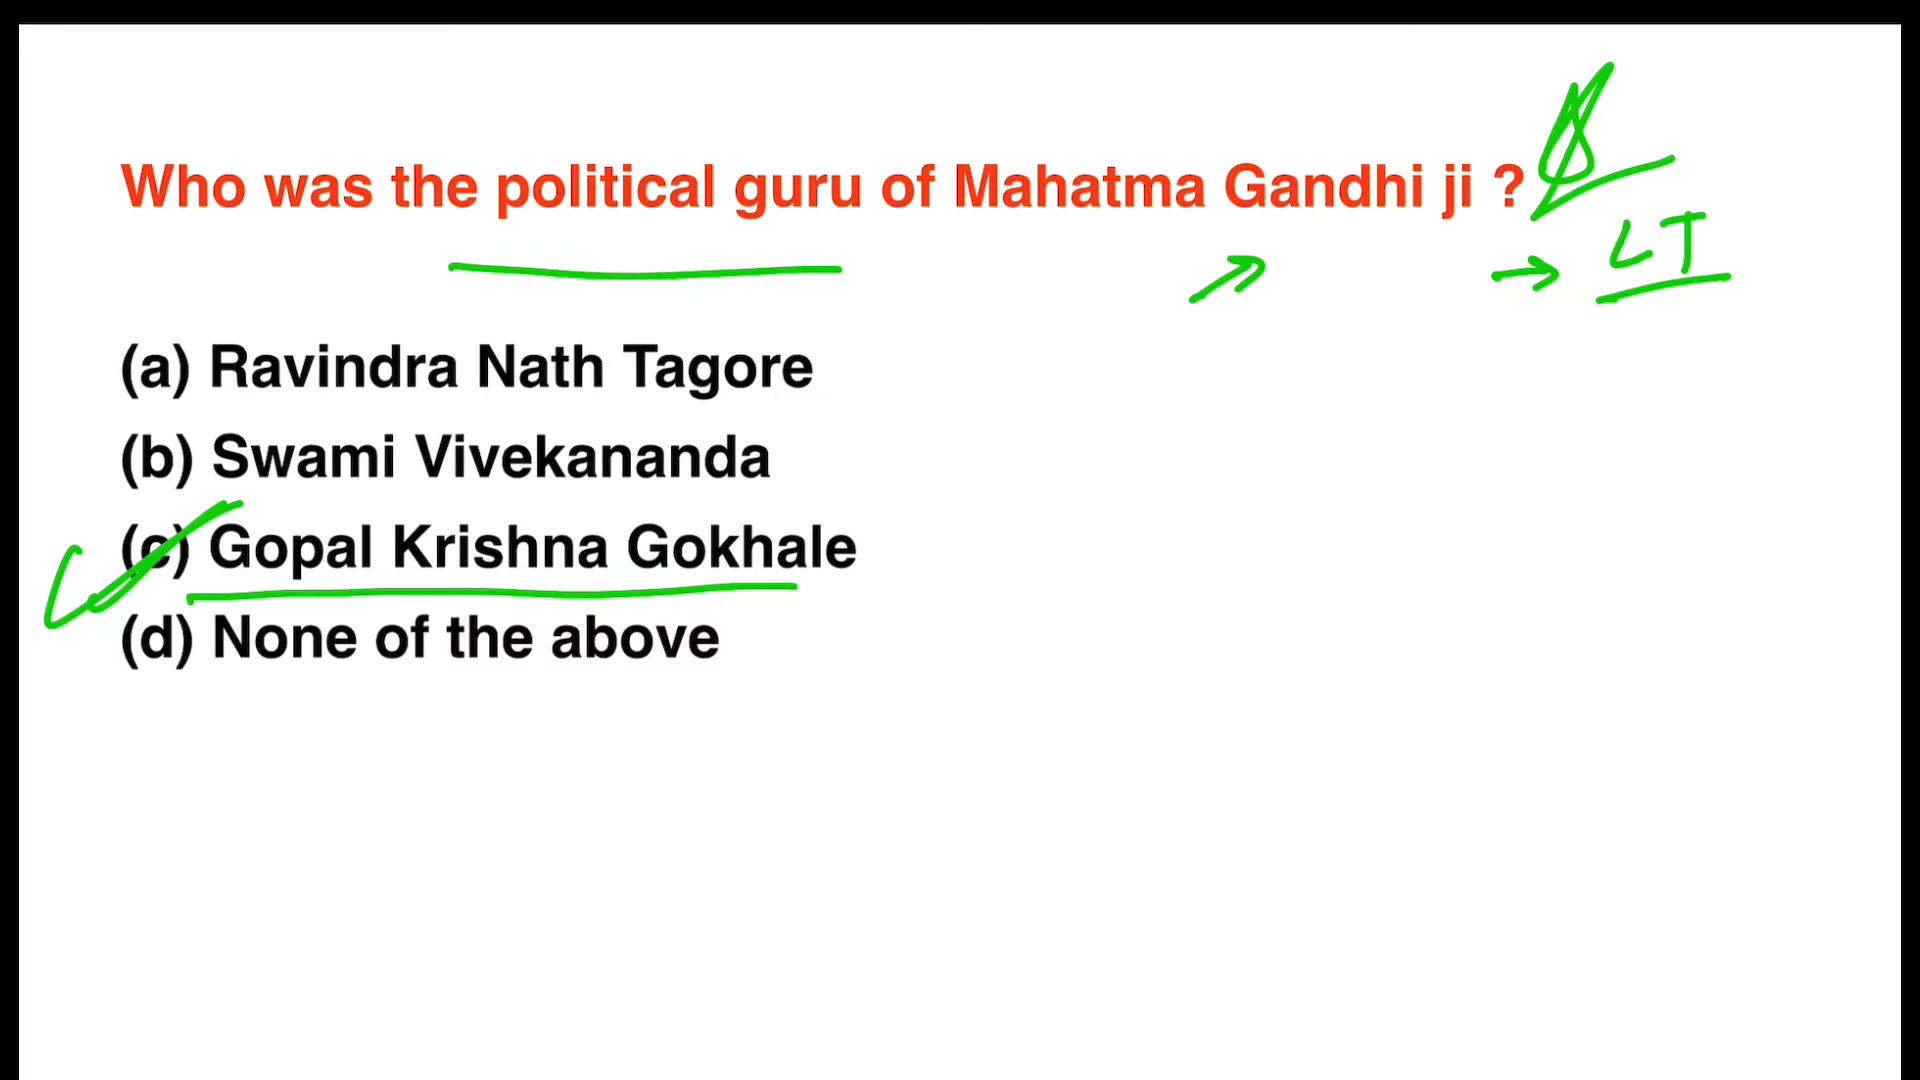 Who was the political guru of Mahatma Gandhi ji ?
LT
(a) Ravindra Nath Tagore
(b) Swami Vivekananda
(c) Gopal Krishna Gokhale
(d) None of the above